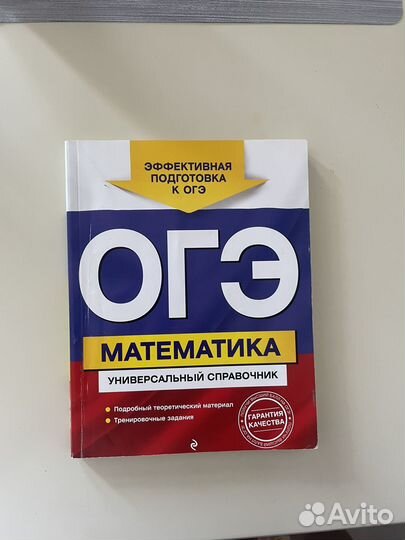 ЭФФЕКТИВНАЯ
ПОДГОТОВКА
К ОГЭ
ОГЭ
МАТЕМАТИКА
УНИВЕРСАЛЬНЫЙ СПРАВОЧНИК
• Подробный теоретический материал
• Тренировочные задания
ГАРАНТИЯ
КАЧЕСТВА
Avito